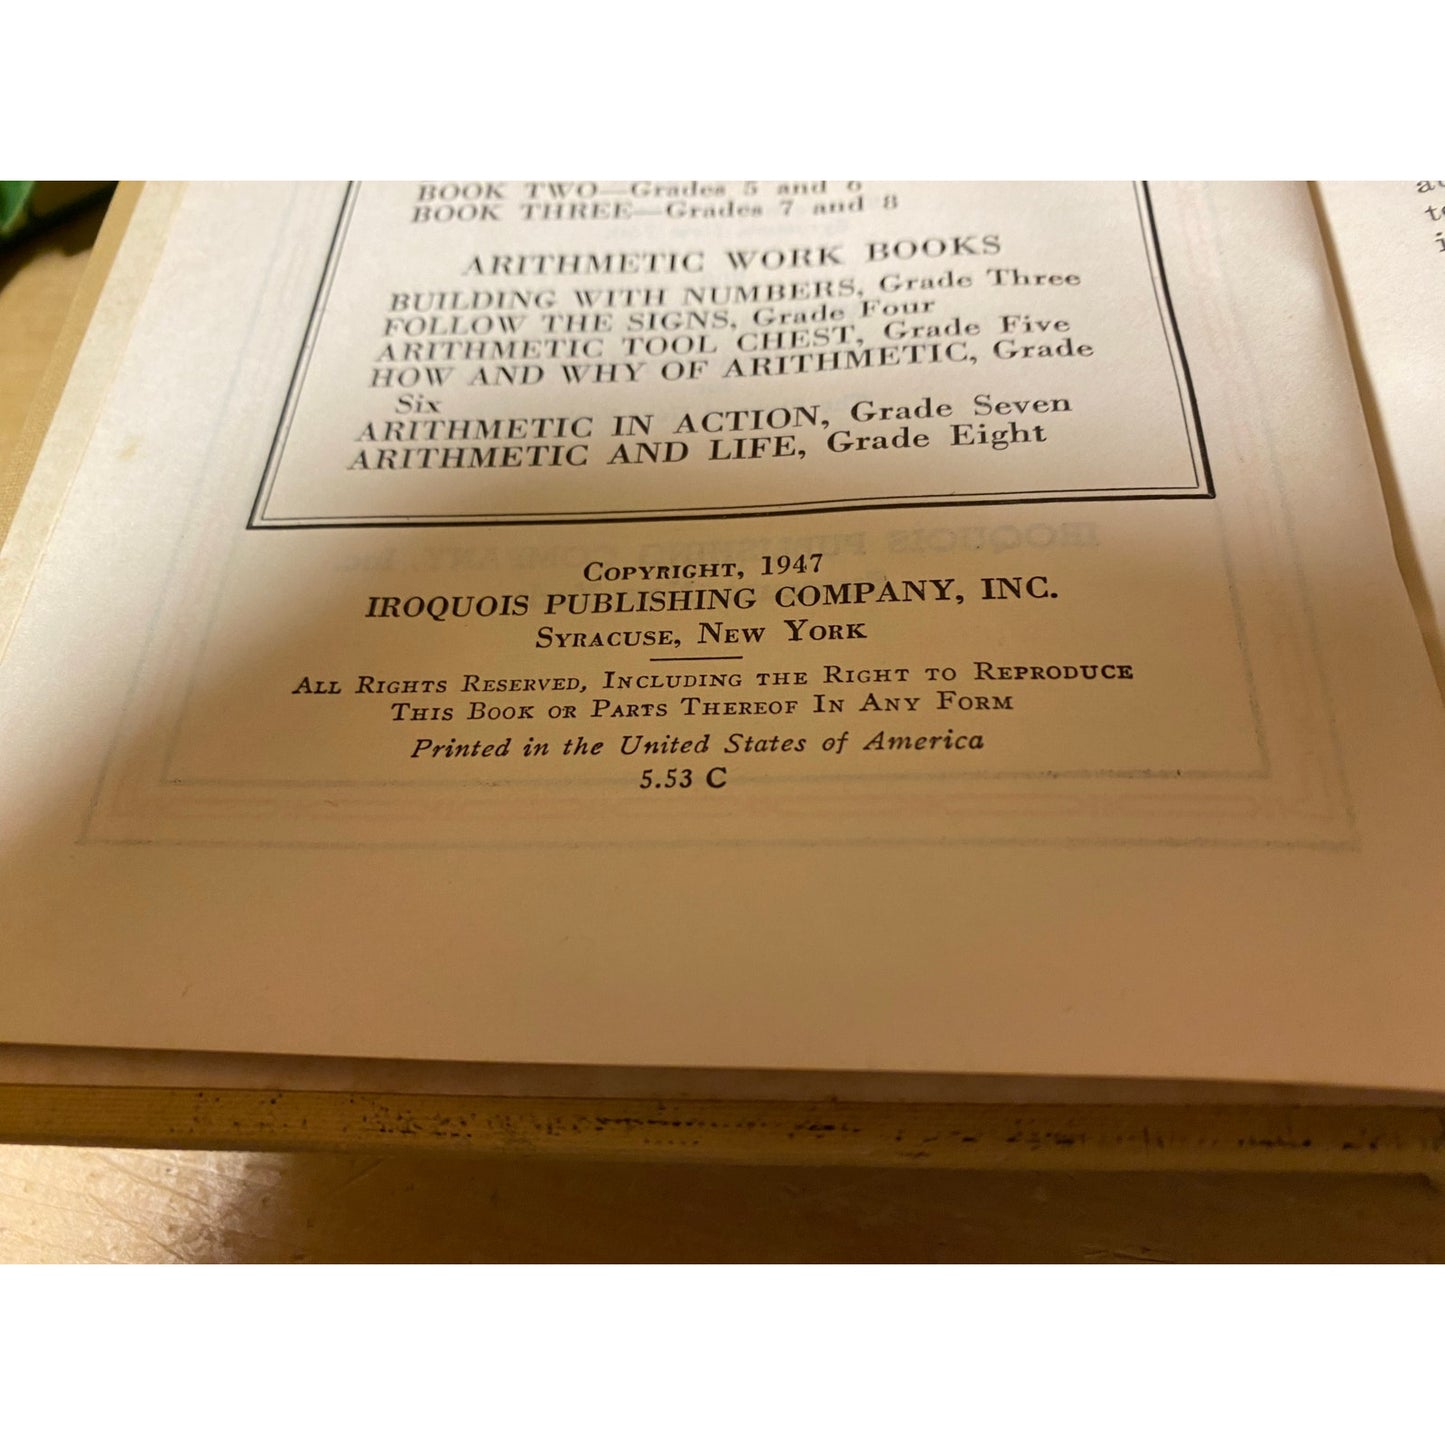 BOOK TWO—Grades 5 and 6
BOOK THREE—Grades 7 and 8
ARITHMETIC WORK BOOKS
BUILDING WITH NUMBERS, Grade Three
FOLLOW THE SIGNS, Grade Four
ARITHMETIC TOOL CHEST, Grade Five
HOW AND WHY OF ARITHMETIC, Grade
Six
ARITHMETIC IN ACTION, Grade Seven
ARITHMETIC AND LIFE, Grade Eight
COPYRIGHT, 1947
IROQUOIS PUBLISHING COMPANY, INC.
SYRACUSE, NEW YORK
ALL RIGHTS RESERVED, INCLUDING THE RIGHT TO REPRODUCE
THIS BOOK OR PARTS THEREOF IN ANY FORM
Printed in the United States of America
5.53 C